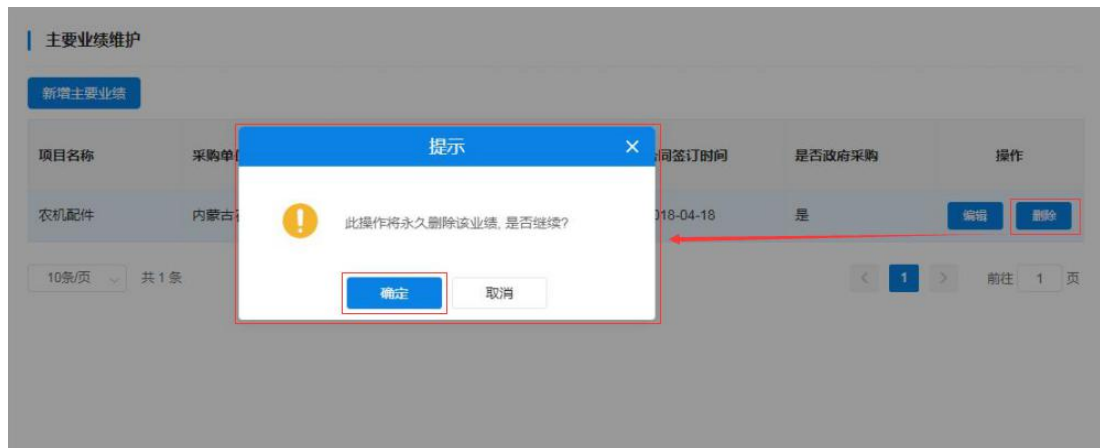 主要业绩维护
新增主要业绩
项目名称 采购单 同签订时间 是否政府采购 操作
提示
农机配件 内蒙古 018-04-18 是 编辑 删除
此操作将永久删除该业绩, 是否继续?
确定 取消
10条/页 共 1 条 1 前往 1 页